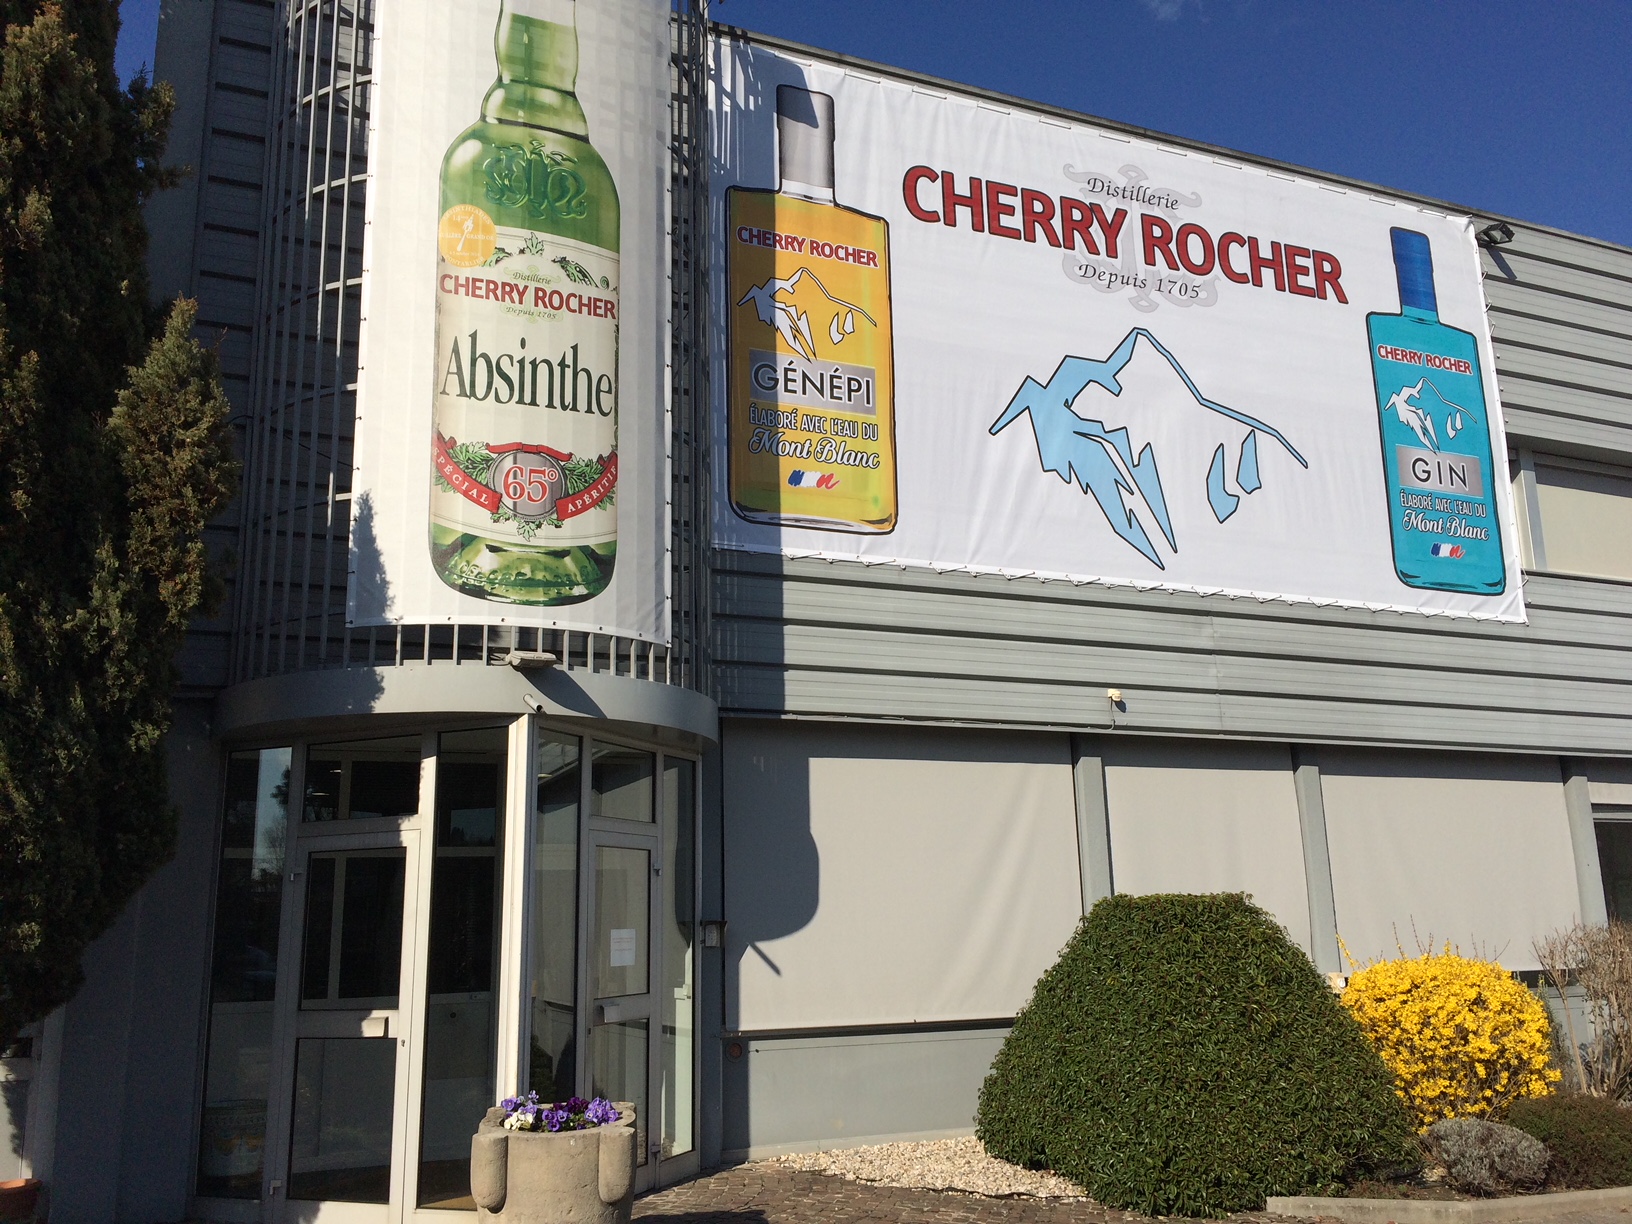 Distillerie
CHERRY ROCHER
Depuis 1705
Absinthe
SPÉCIAL
65°
APÉRITIF
CHERRY ROCHER
GÉNÉPI
ÉLABORÉ AVEC L'EAU DU
Mont Blanc
Distillerie
CHERRY ROCHER
Depuis 1705
CHERRY ROCHER
GIN
ÉLABORÉ AVEC L'EAU DU
Mont Blanc